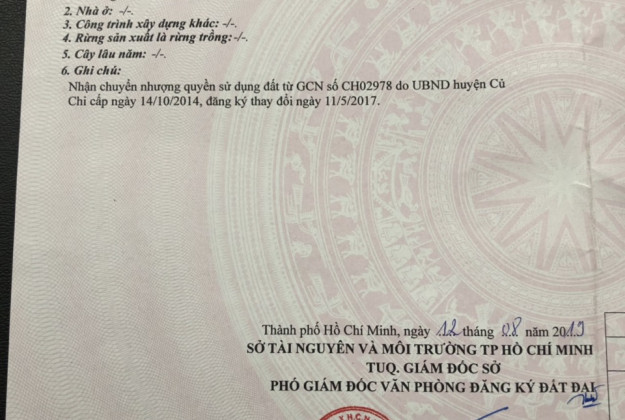 2. Nhà ở: -/-.
3. Công trình xây dựng khác: -/-.
4. Rừng sản xuất là rừng trồng: -/-.
5. Cây lâu năm: -/-.
6. Ghi chú:
Nhận chuyển nhượng quyền sử dụng đất từ GCN số CH02978 do UBND huyện Củ
Chi cấp ngày 14/10/2014, đăng ký thay đổi ngày 11/5/2017.
Thành phố Hồ Chí Minh, ngày 12 tháng 08 năm 2019
SỞ TÀI NGUYÊN VÀ MÔI TRƯỜNG TP HỒ CHÍ MINH
TUQ. GIÁM ĐỐC SỞ
PHÓ GIÁM ĐỐC VĂN PHÒNG ĐĂNG KÝ ĐẤT ĐAI